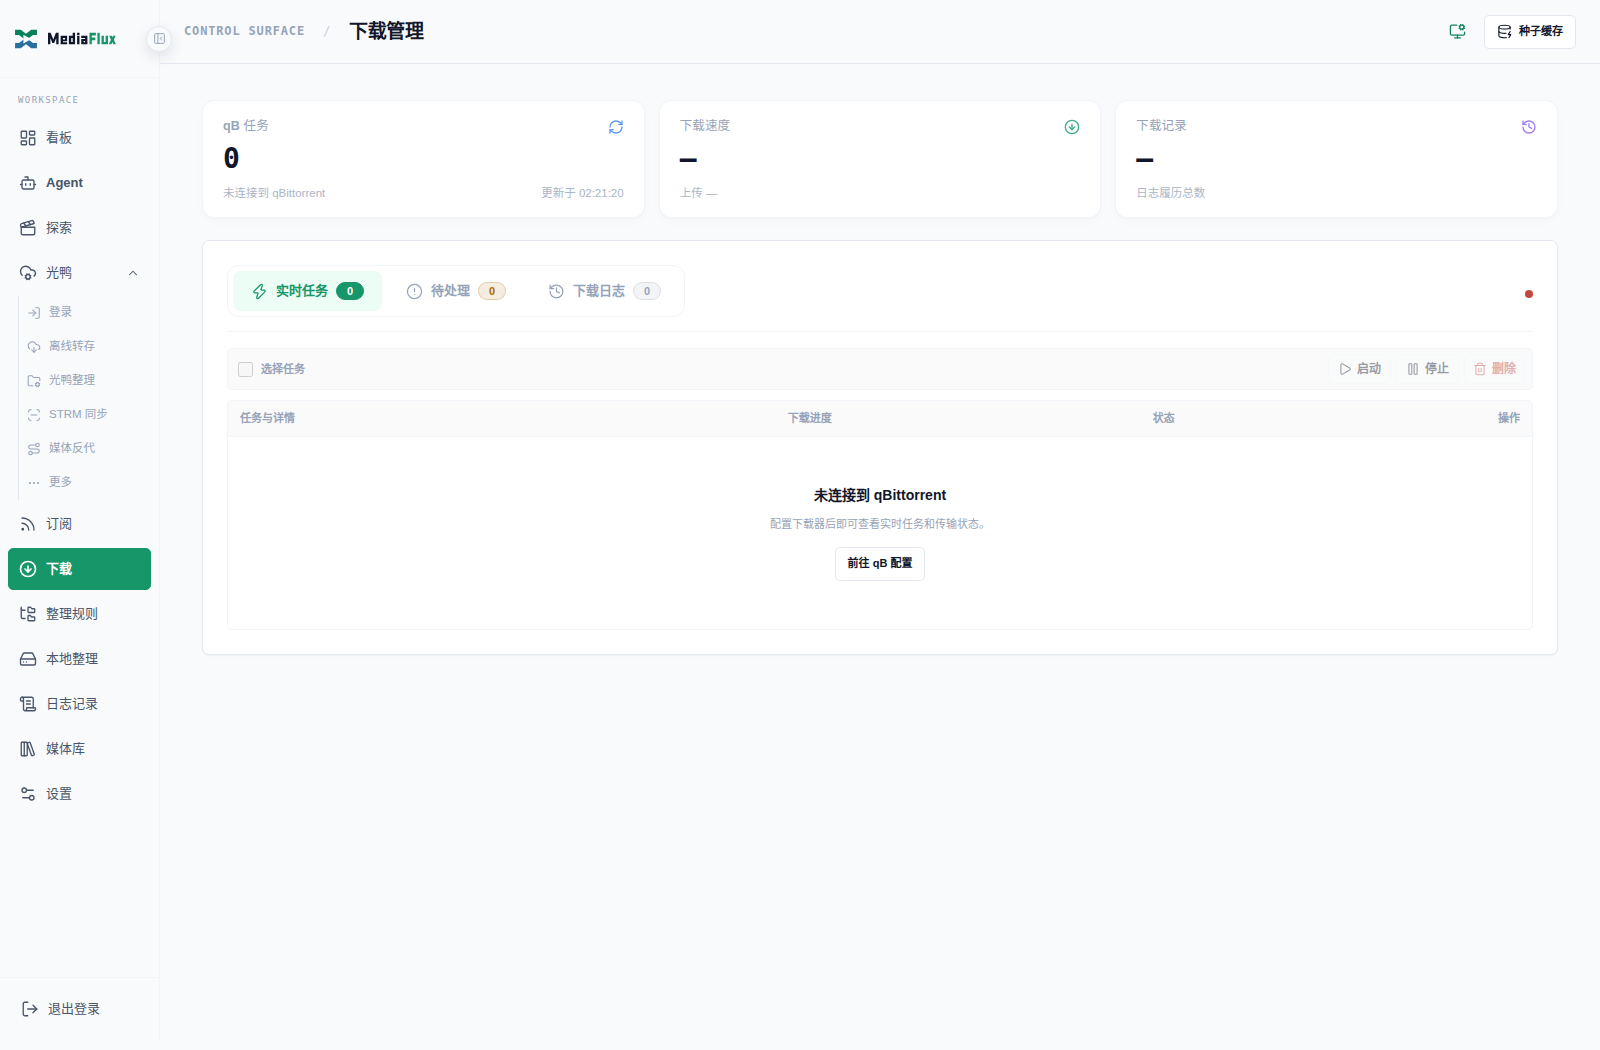 MediaFlux
CONTROL SURFACE / 下载管理
种子缓存
WORKSPACE
看板
Agent
探索
光鸭
登录
离线转存
光鸭整理
STRM 同步
媒体反代
更多
订阅
下载
整理规则
本地整理
日志记录
媒体库
设置
退出登录
qB 任务
0
未连接到 qBittorrent
更新于 02:21:20
下载速度
—
上传 —
下载记录
—
日志履历总数
实时任务 0
待处理 0
下载日志 0
选择任务
启动
停止
删除
任务与详情 下载进度 状态 操作
未连接到 qBittorrent
配置下载器后即可查看实时任务和传输状态。
前往 qB 配置